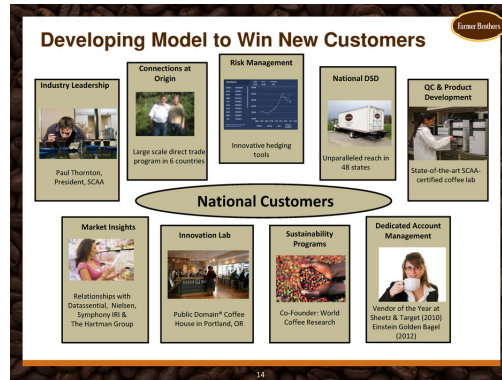 Developing Model to Win New Customers
Farmer Brothers
Industry Leadership
Paul Thornton,
President, SCAA
Connections at
Origin
Large scale direct trade
program in 6 countries
Risk Management
Innovative hedging
tools
National DSD
Unparalleled reach in
48 states
QC & Product
Development
State-of-the-art SCAA-
certified coffee lab
National Customers
Market Insights
Relationships with
Datassential, Nielsen,
Symphony IRI &
The Hartman Group
Innovation Lab
Public Domain® Coffee
House in Portland, OR
Sustainability
Programs
Co-Founder: World
Coffee Research
Dedicated Account
Management
Vendor of the Year at
Sheetz & Target (2010)
Einstein Golden Bagel
(2012)
14